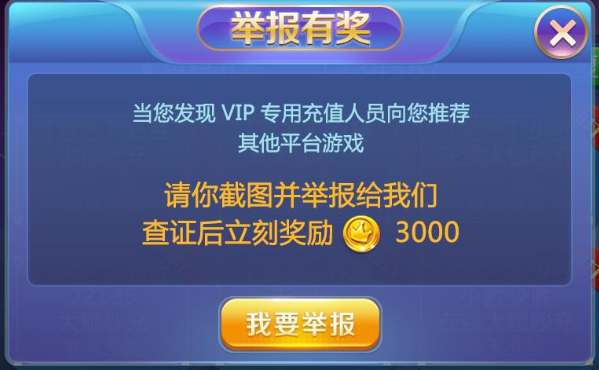 举报有奖
当您发现 VIP 专用充值人员向您推荐
其他平台游戏
请你截图并举报给我们
查证后立刻奖励 3000
我要举报